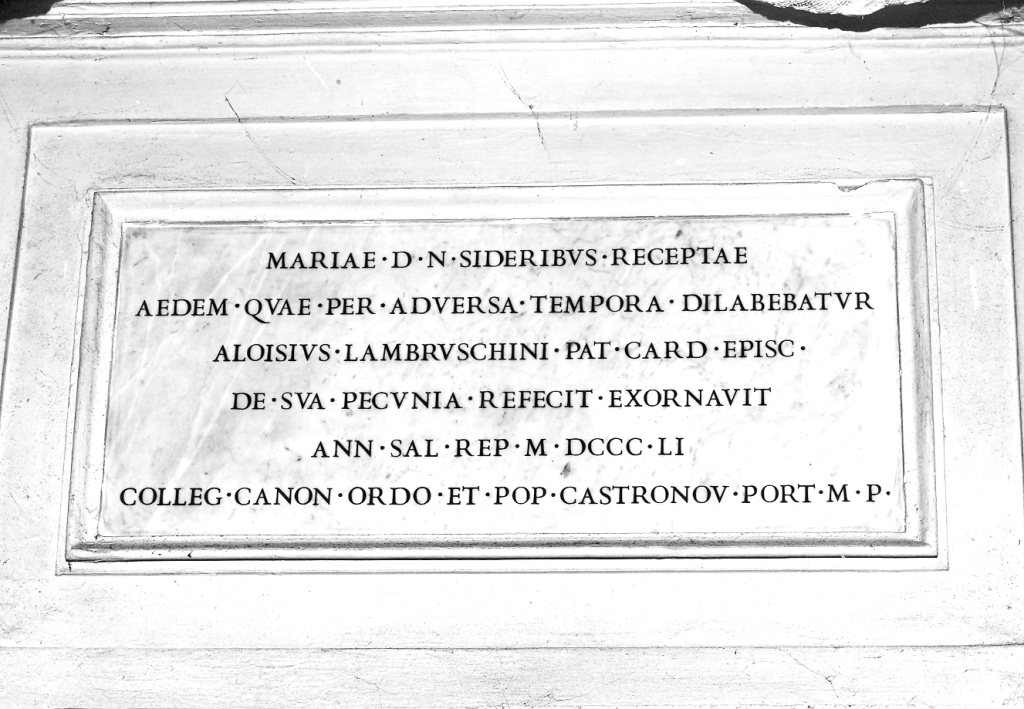 MARIAE·D·N·SIDERIBVS·RECEPTAE
AEDEM·QVAE·PER·ADVERSA·TEMPORA·DILABEBATVR
ALOISIVS·LAMBRVSCHINI·PAT·CARD·EPISC·
DE·SVA·PECVNIA·REFECIT·EXORNAVIT
ANN·SAL·REP·M·DCCC·LI
COLLEG·CANON·ORDO·ET·POP·CASTRONOV·PORT·M·P·